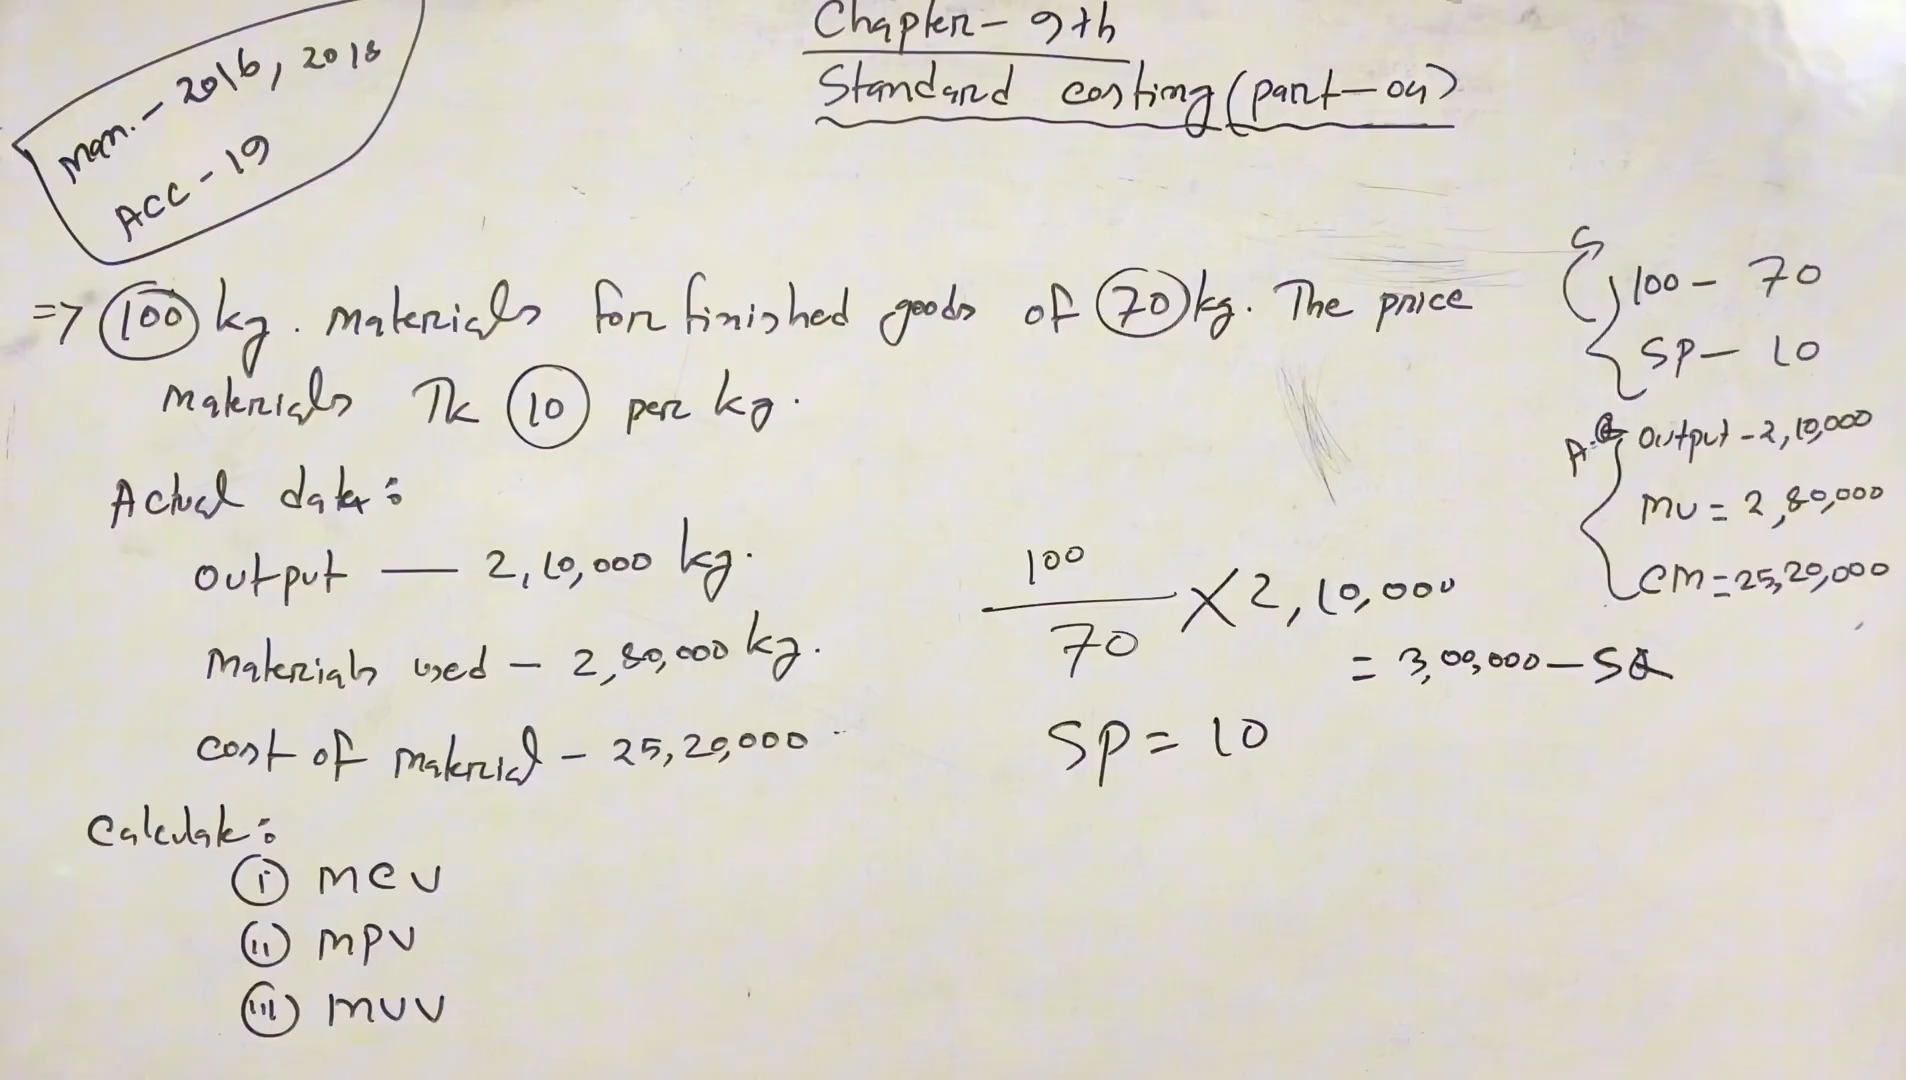 Man. - 2016, 2018
ACC - 19
Chapter - 9th
Standard costing (part-04)
=> 100 kg. materials for finished goods of 70 kg. The price
materials Tk 10 per kg.
Actual data:
output — 2,10,000 kg.
materials used - 2,80,000 kg.
cost of material - 25,20,000
Calculate:
(i) MCV
(ii) MPV
(iii) MUV
100/70 × 2,10,000
= 3,00,000 - SQ
SP = 10
S
100 - 70
SP - 10
A.
output - 2,10,000
MU = 2,80,000
CM = 25,20,000